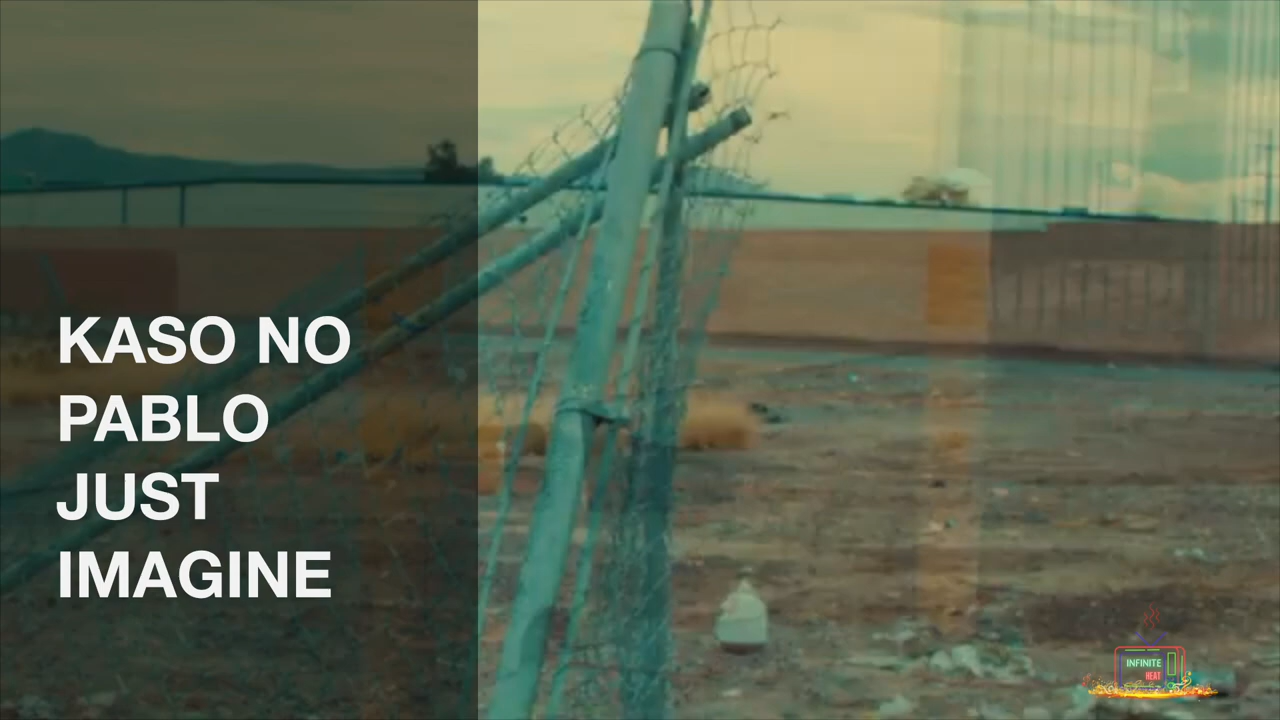 KASO NO
PABLO
JUST
IMAGINE
INFINITE
HEAT